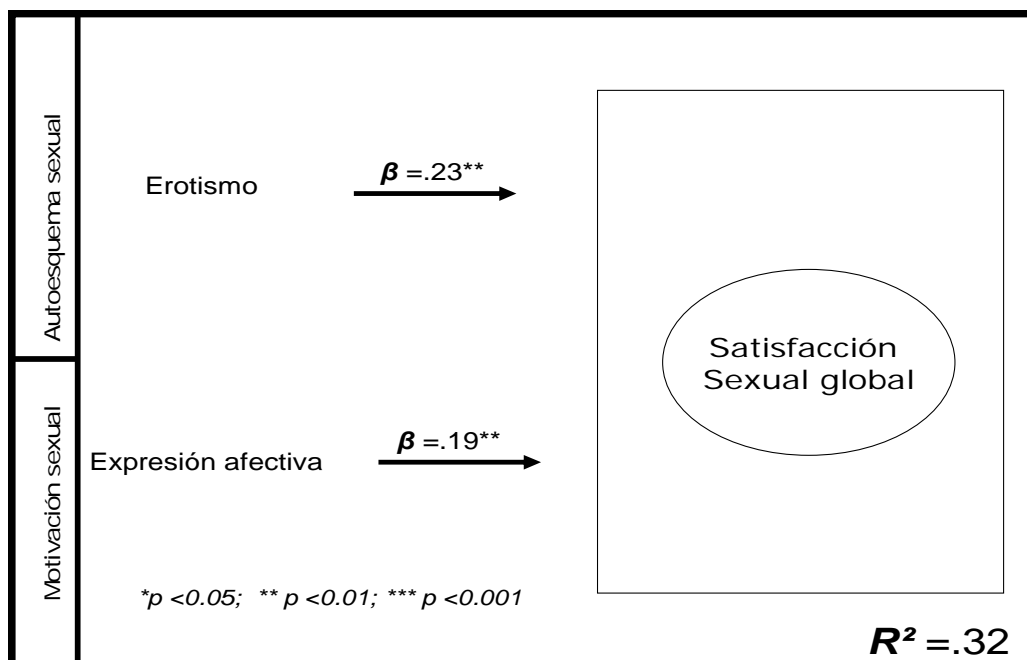 Autoesquema sexual
Erotismo
β =.23**
Satisfacción
Sexual global
Motivación sexual
Expresión afectiva
β =.19**
*p <0.05; ** p <0.01; *** p <0.001
R² =.32